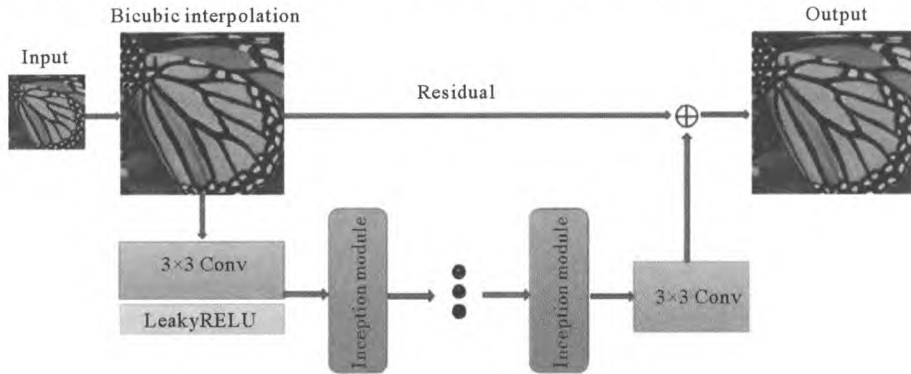 Bicubic interpolation
Output
Input
Residual
3×3 Conv
LeakyRELU
Inception module
Inception module
3×3 Conv